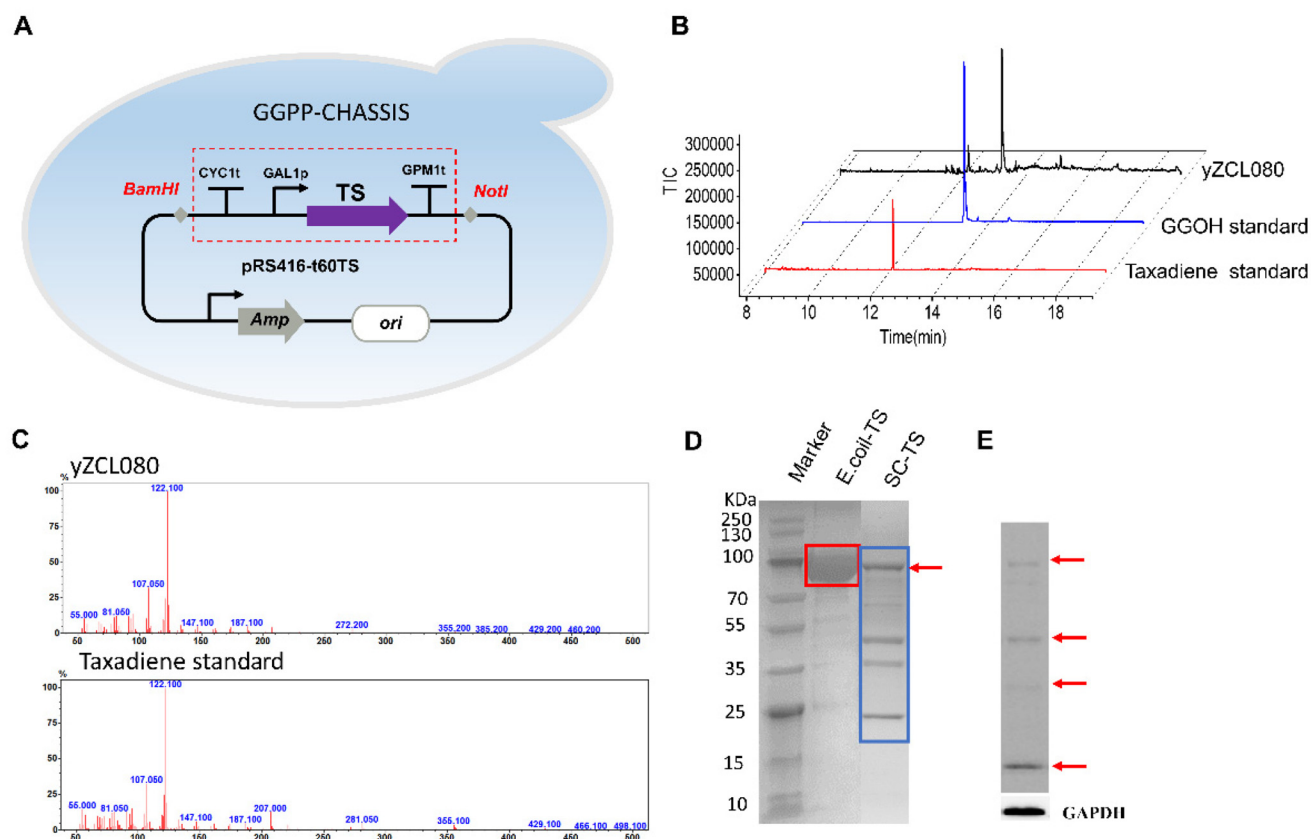 A
GGPP-CHASSIS
CYC1t
GAL1p
GPM1t
BamHI
TS
NotI
pRS416-t60TS
Amp
ori
B
TIC
300000
250000
200000
150000
100000
50000
yZCL080
GGOH standard
Taxadiene standard
8 10 12 14 16 18
Time(min)
C
yZCL080
%
100
75
50
25
0
122.100
107.050
55.000
81.050
147.100
187.100
272.200
355.200
385.200
429.200
460.200
50 100 150 200 250 300 350 400 450 500
Taxadiene standard
%
100
75
50
25
0
122.100
107.050
55.000
81.050
147.100
187.100
207.000
281.050
355.100
429.100
466.100
498.100
50 100 150 200 250 300 350 400 450 500
D
Marker
E.coil-TS
SC-TS
KDa
250
130
100
70
55
35
25
15
10
E
GAPDH